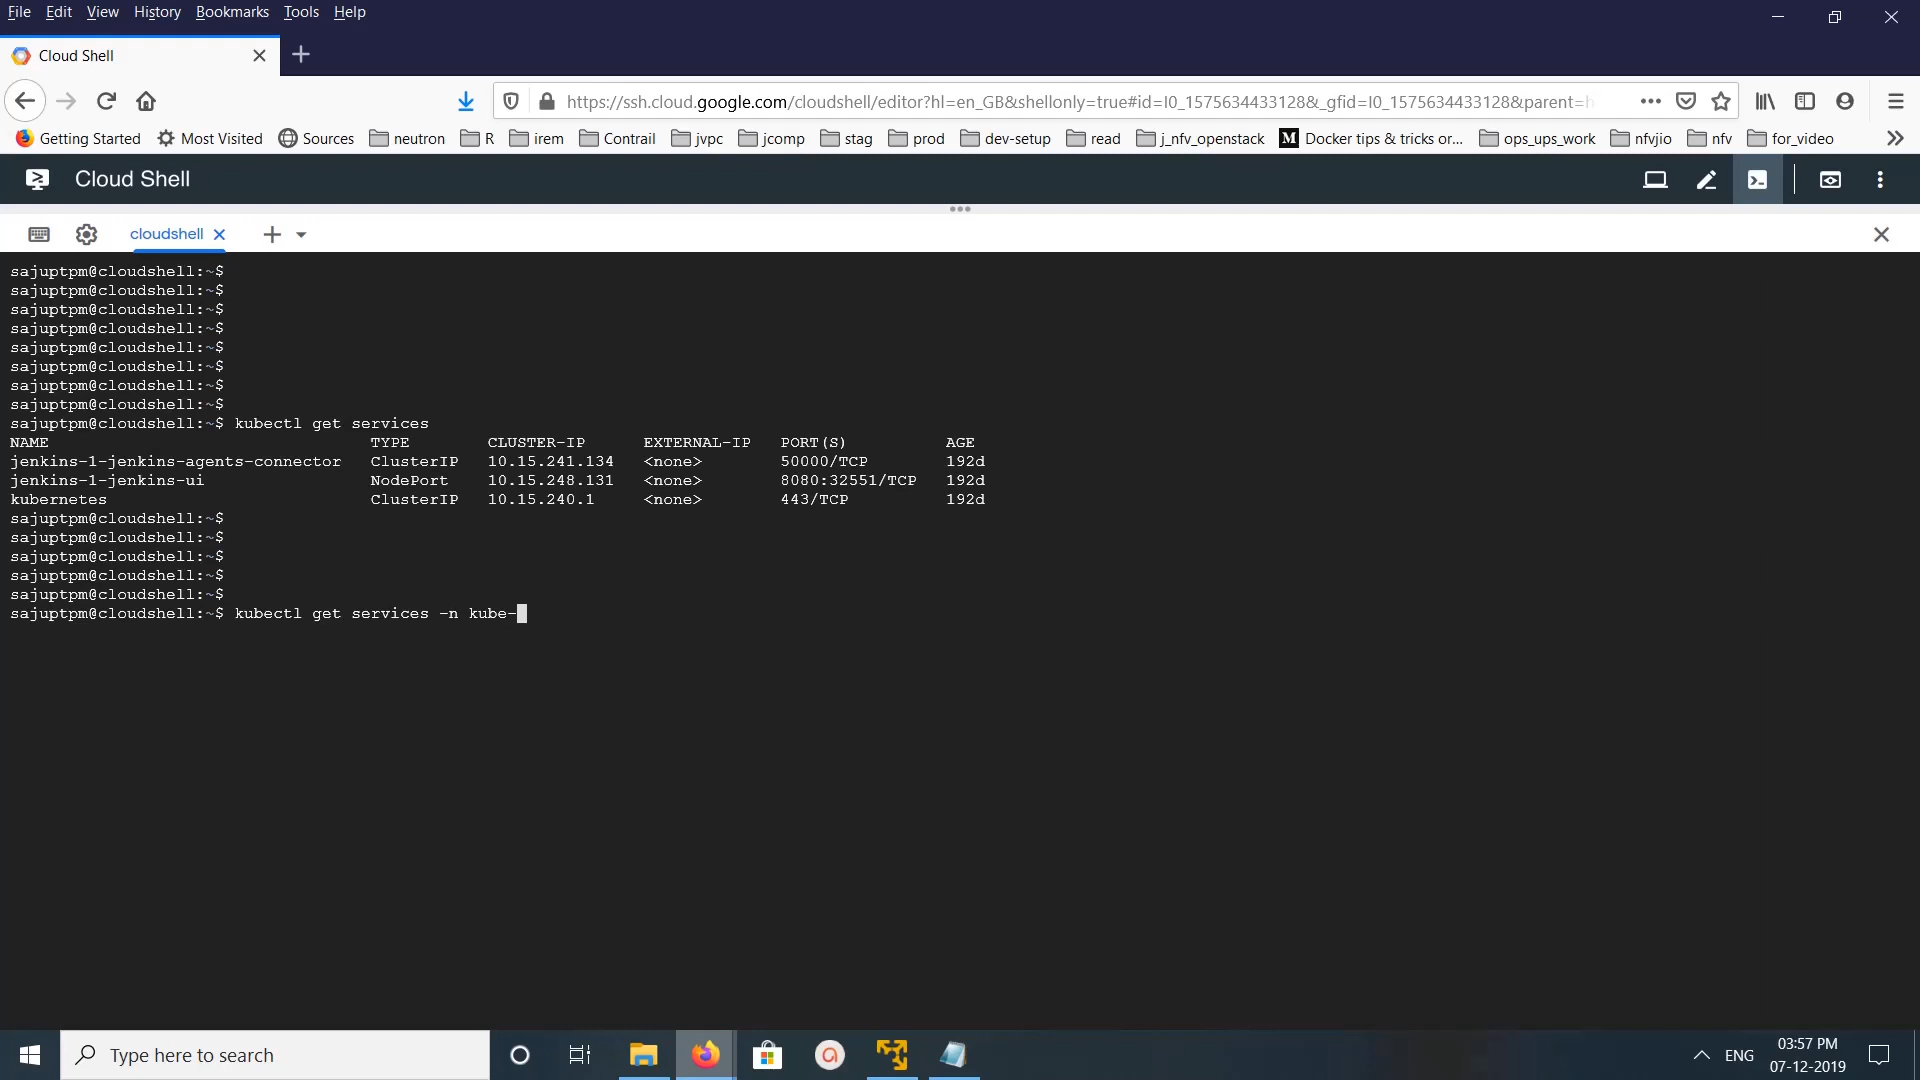 File Edit View History Bookmarks Tools Help
Cloud Shell
https://ssh.cloud.google.com/cloudshell/editor?hl=en_GB&shellonly=true#id=I0_1575634433128&_gfid=I0_1575634433128&parent=h
Getting Started Most Visited Sources neutron R irem Contrail jvpc jcomp stag prod dev-setup read j_nfv_openstack M Docker tips & tricks or... ops_ups_work nfvjio nfv for_video
Cloud Shell
cloudshell
sajuptpm@cloudshell:~$
sajuptpm@cloudshell:~$
sajuptpm@cloudshell:~$
sajuptpm@cloudshell:~$
sajuptpm@cloudshell:~$
sajuptpm@cloudshell:~$
sajuptpm@cloudshell:~$
sajuptpm@cloudshell:~$
sajuptpm@cloudshell:~$ kubectl get services
NAME TYPE CLUSTER-IP EXTERNAL-IP PORT(S) AGE
jenkins-1-jenkins-agents-connector ClusterIP 10.15.241.134 <none> 50000/TCP 192d
jenkins-1-jenkins-ui NodePort 10.15.248.131 <none> 8080:32551/TCP 192d
kubernetes ClusterIP 10.15.240.1 <none> 443/TCP 192d
sajuptpm@cloudshell:~$
sajuptpm@cloudshell:~$
sajuptpm@cloudshell:~$
sajuptpm@cloudshell:~$
sajuptpm@cloudshell:~$
sajuptpm@cloudshell:~$ kubectl get services -n kube-
Type here to search
ENG
03:57 PM
07-12-2019